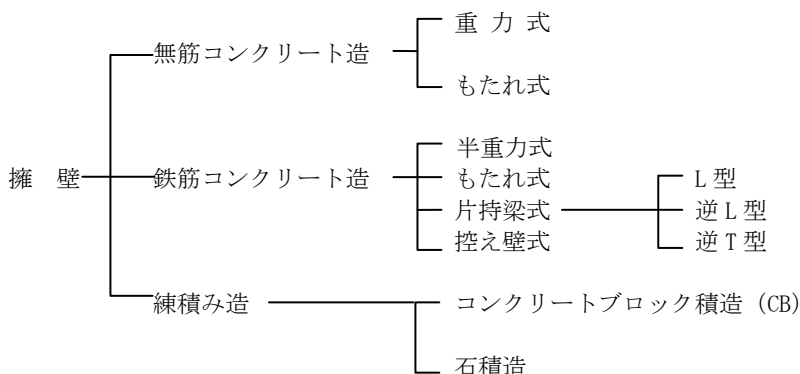 重 力 式
無筋コンクリート造
もたれ式
半重力式
擁 壁
鉄筋コンクリート造
もたれ式
L型
片持梁式
逆L型
控え壁式
逆T型
練積み造
コンクリートブロック積造 (CB)
石積造